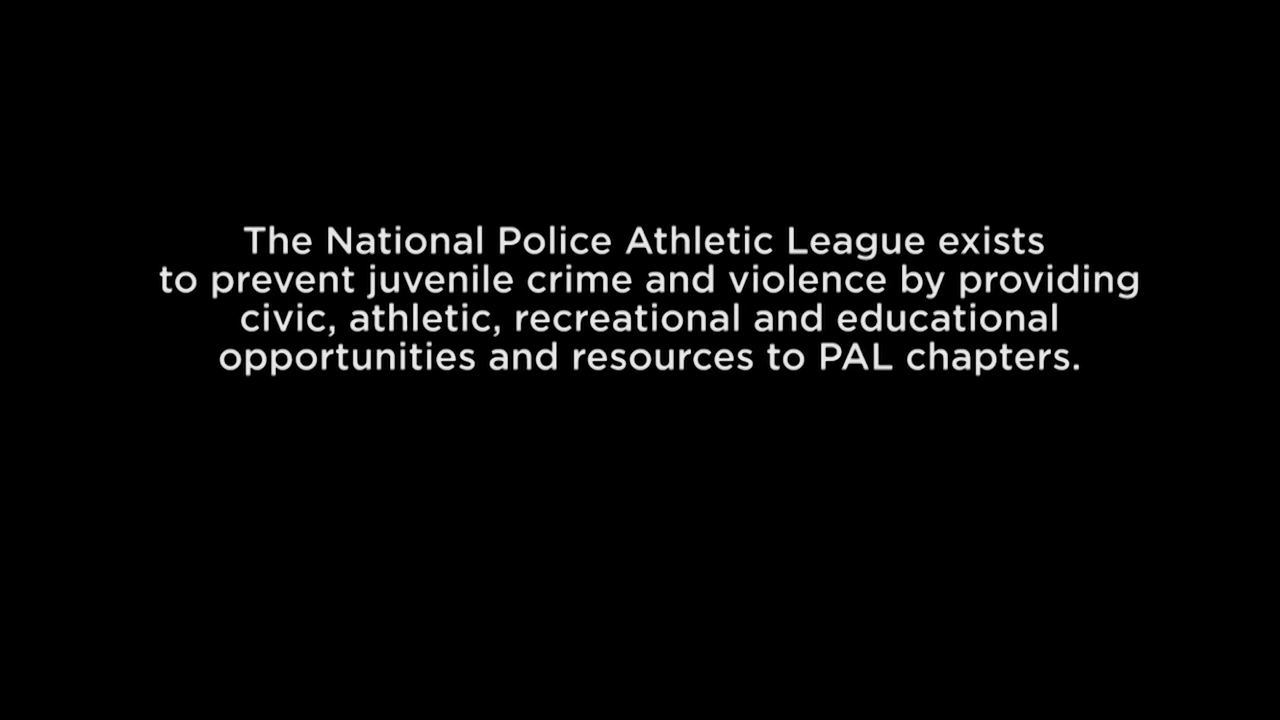 The National Police Athletic League exists
to prevent juvenile crime and violence by providing
civic, athletic, recreational and educational
opportunities and resources to PAL chapters.